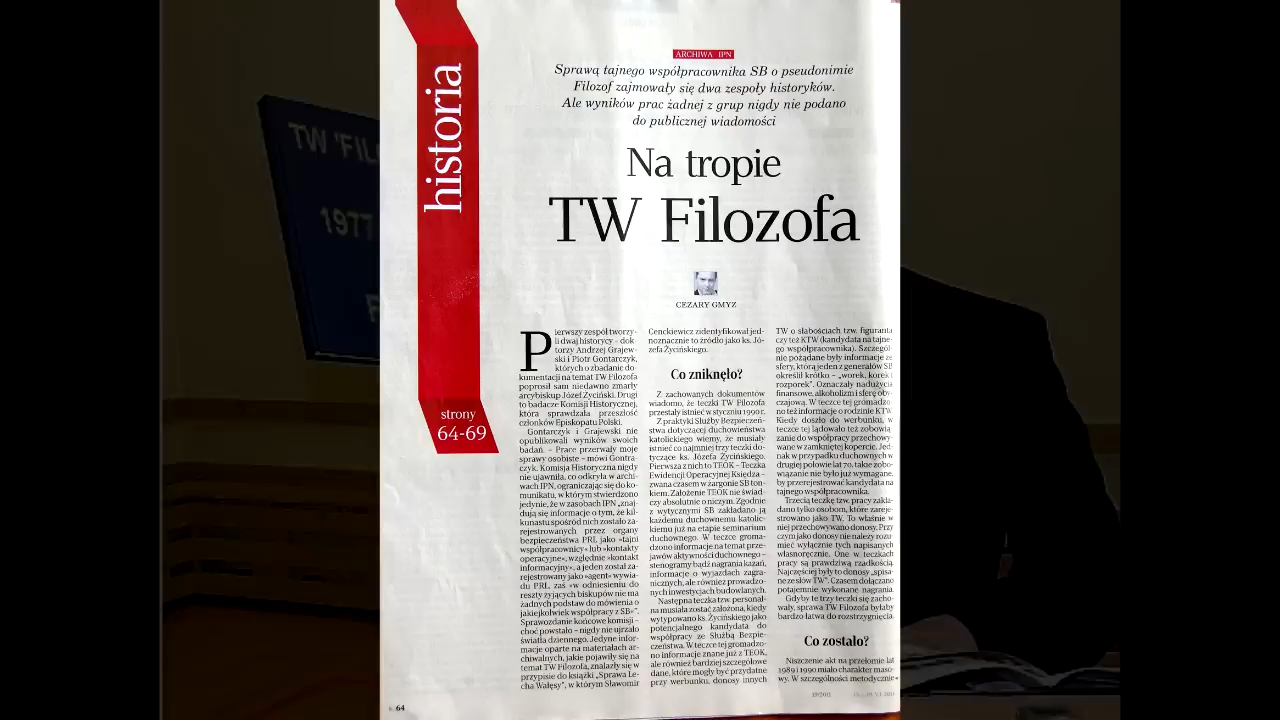 TW 'FIL
1977
historia
strony
64-69
ARCHIWA IPN
Sprawą tajnego współpracownika SB o pseudonimie
Filozof zajmowały się dwa zespoły historyków.
Ale wyników prac żadnej z grup nigdy nie podano
do publicznej wiadomości
Na tropie
TW Filozofa
CEZARY GMYZ
Pierwszy zespół tworzy-
li dwaj historycy – dok-
torzy Andrzej Grajew-
ski i Piotr Gontarczyk,
których o zbadanie do-
kumentacji na temat TW Filozofa
poprosił sam niedawno zmarły
arcybiskup Józef Życiński. Drugi
to badacze Komisji Historycznej,
która sprawdzała przeszłość
członków Episkopatu Polski.
Gontarczyk i Grajewski nie
opublikowali wyników swoich
badań. – Prace przerwały moje
sprawy osobiste – mówi Gontar-
czyk. Komisja Historyczna nigdy
nie ujawniła, co odkryła w archi-
wach IPN, ograniczając się do ko-
munikatu, w którym stwierdzono
jedynie, że w zasobach IPN „znaj-
dują się informacje o tym, że kil-
kunastu spośród nich zostało za-
rejestrowanych przez organy
bezpieczeństwa PRL jako »tajni
współpracownicy« lub »kontakty
operacyjne«, względnie »kontakt
informacyjny«, a jeden został za-
rejestrowany jako »agent« wywia-
du PRL, zaś »w odniesieniu do
reszty żyjących biskupów nie ma
żadnych podstaw do mówienia o
jakiejkolwiek współpracy z SB«”.
Sprawozdanie końcowe komisji –
choć powstało – nigdy nie ujrzało
światła dziennego. Jedyne infor-
macje oparte na materiałach ar-
chiwalnych, jakie pojawiły się na
temat TW Filozofa, znalazły się w
przypisie do książki „Sprawa Le-
cha Wałęsy”, w którym Sławomir
Cenckiewicz zidentyfikował jed-
noznacznie to źródło jako ks. Jó-
zefa Życińskiego.
Co zniknęło?
Z zachowanych dokumentów
wiadomo, że teczki TW Filozofa
przestały istnieć w styczniu 1990 r.
Z praktyki Służby Bezpieczeń-
stwa dotyczącej duchowieństwa
katolickiego wiemy, że musiały
istnieć co najmniej trzy teczki do-
tyczące ks. Józefa Życińskiego.
Pierwsza z nich to TEOK – Teczka
Ewidencji Operacyjnej Księdza –
zwana czasem w żargonie SB ton-
kiem. Założenie TEOK nie świad-
czy absolutnie o niczym. Zgodnie
z wytycznymi SB zakładano ją
każdemu duchownemu katolic-
kiemu już na etapie seminarium
duchownego. W teczce groma-
dzono informacje na temat prze-
jawów aktywności duchownego –
stenogramy bądź nagrania kazań,
informacje o wyjazdach zagra-
nicznych, ale również prowadzo-
nych inwestycjach budowlanych.
Następna teczka tzw. personal-
na musiała zostać założona, kiedy
wytypowano ks. Życińskiego jako
potencjalnego kandydata do
współpracy ze Służbą Bezpie-
czeństwa. W teczce tej gromadzo-
no informacje znane już z TEOK,
ale również bardziej szczegółowe
dane, które mogły być przydatne
przy werbunku, donosy innych
TW o słabościach tzw. figuranta
czy też KTW (kandydata na tajne-
go współpracownika). Szczegól-
nie pożądane były informacje ze
sfery, którą jeden z generałów SB
określił krótko – „worek, korek i
rozporek”. Oznaczały nadużycia
finansowe, alkoholizm i sferę oby-
czajową. W teczce tej gromadzo-
no też informacje o rodzinie KTW.
Kiedy doszło do werbunku, w
teczce tej lądowało też zobowią-
zanie do współpracy przechowy-
wane w zamkniętej kopercie. Jed-
nak w przypadku duchownych w
drugiej połowie lat 70. takie zobo-
wiązanie nie było już wymagane,
by przerejestrować kandydata na
tajnego współpracownika.
Trzecią teczkę tzw. pracy zakła-
dano tylko osobom, które zareje-
strowano jako TW. To właśnie w
niej przechowywano donosy. Przy
czym jako donosy nie należy rozu-
mieć wyłącznie tych napisanych
własnoręcznie. One w teczkach
pracy są prawdziwą rzadkością.
Najczęściej były to donosy „spisa-
ne ze słów TW”. Czasem dołączano
potajemnie wykonane nagrania.
Gdyby te trzy teczki się zacho-
wały, sprawa TW Filozofa byłaby
bardzo łatwa do rozstrzygnięcia.
Co zostało?
Niszczenie akt na przełomie lat
1989 i 1990 miało charakter maso-
wy. W szczególności metodycznie
64
19/2011